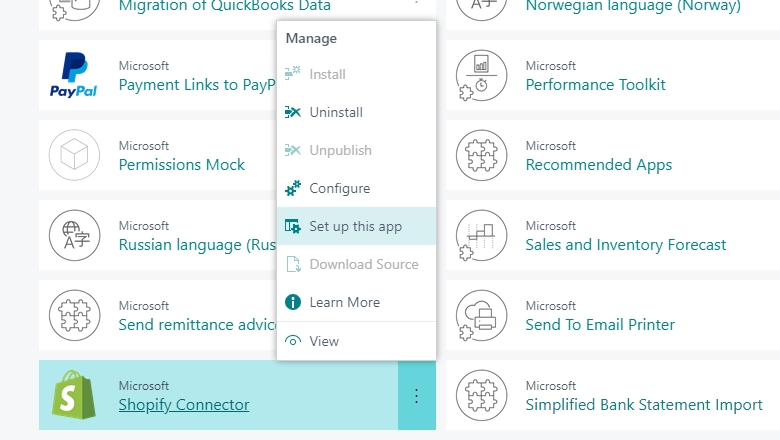 Migration of QuickBooks Data
Norwegian language (Norway)
Manage
Install
Uninstall
Unpublish
Configure
Set up this app
Download Source
Learn More
View
PayPal
Microsoft
Payment Links to PayP
Microsoft
Performance Toolkit
Microsoft
Permissions Mock
Microsoft
Recommended Apps
Microsoft
Russian language (Rus
Microsoft
Sales and Inventory Forecast
Microsoft
Send remittance advice
Microsoft
Send To Email Printer
Microsoft
Shopify Connector
Microsoft
Simplified Bank Statement Import